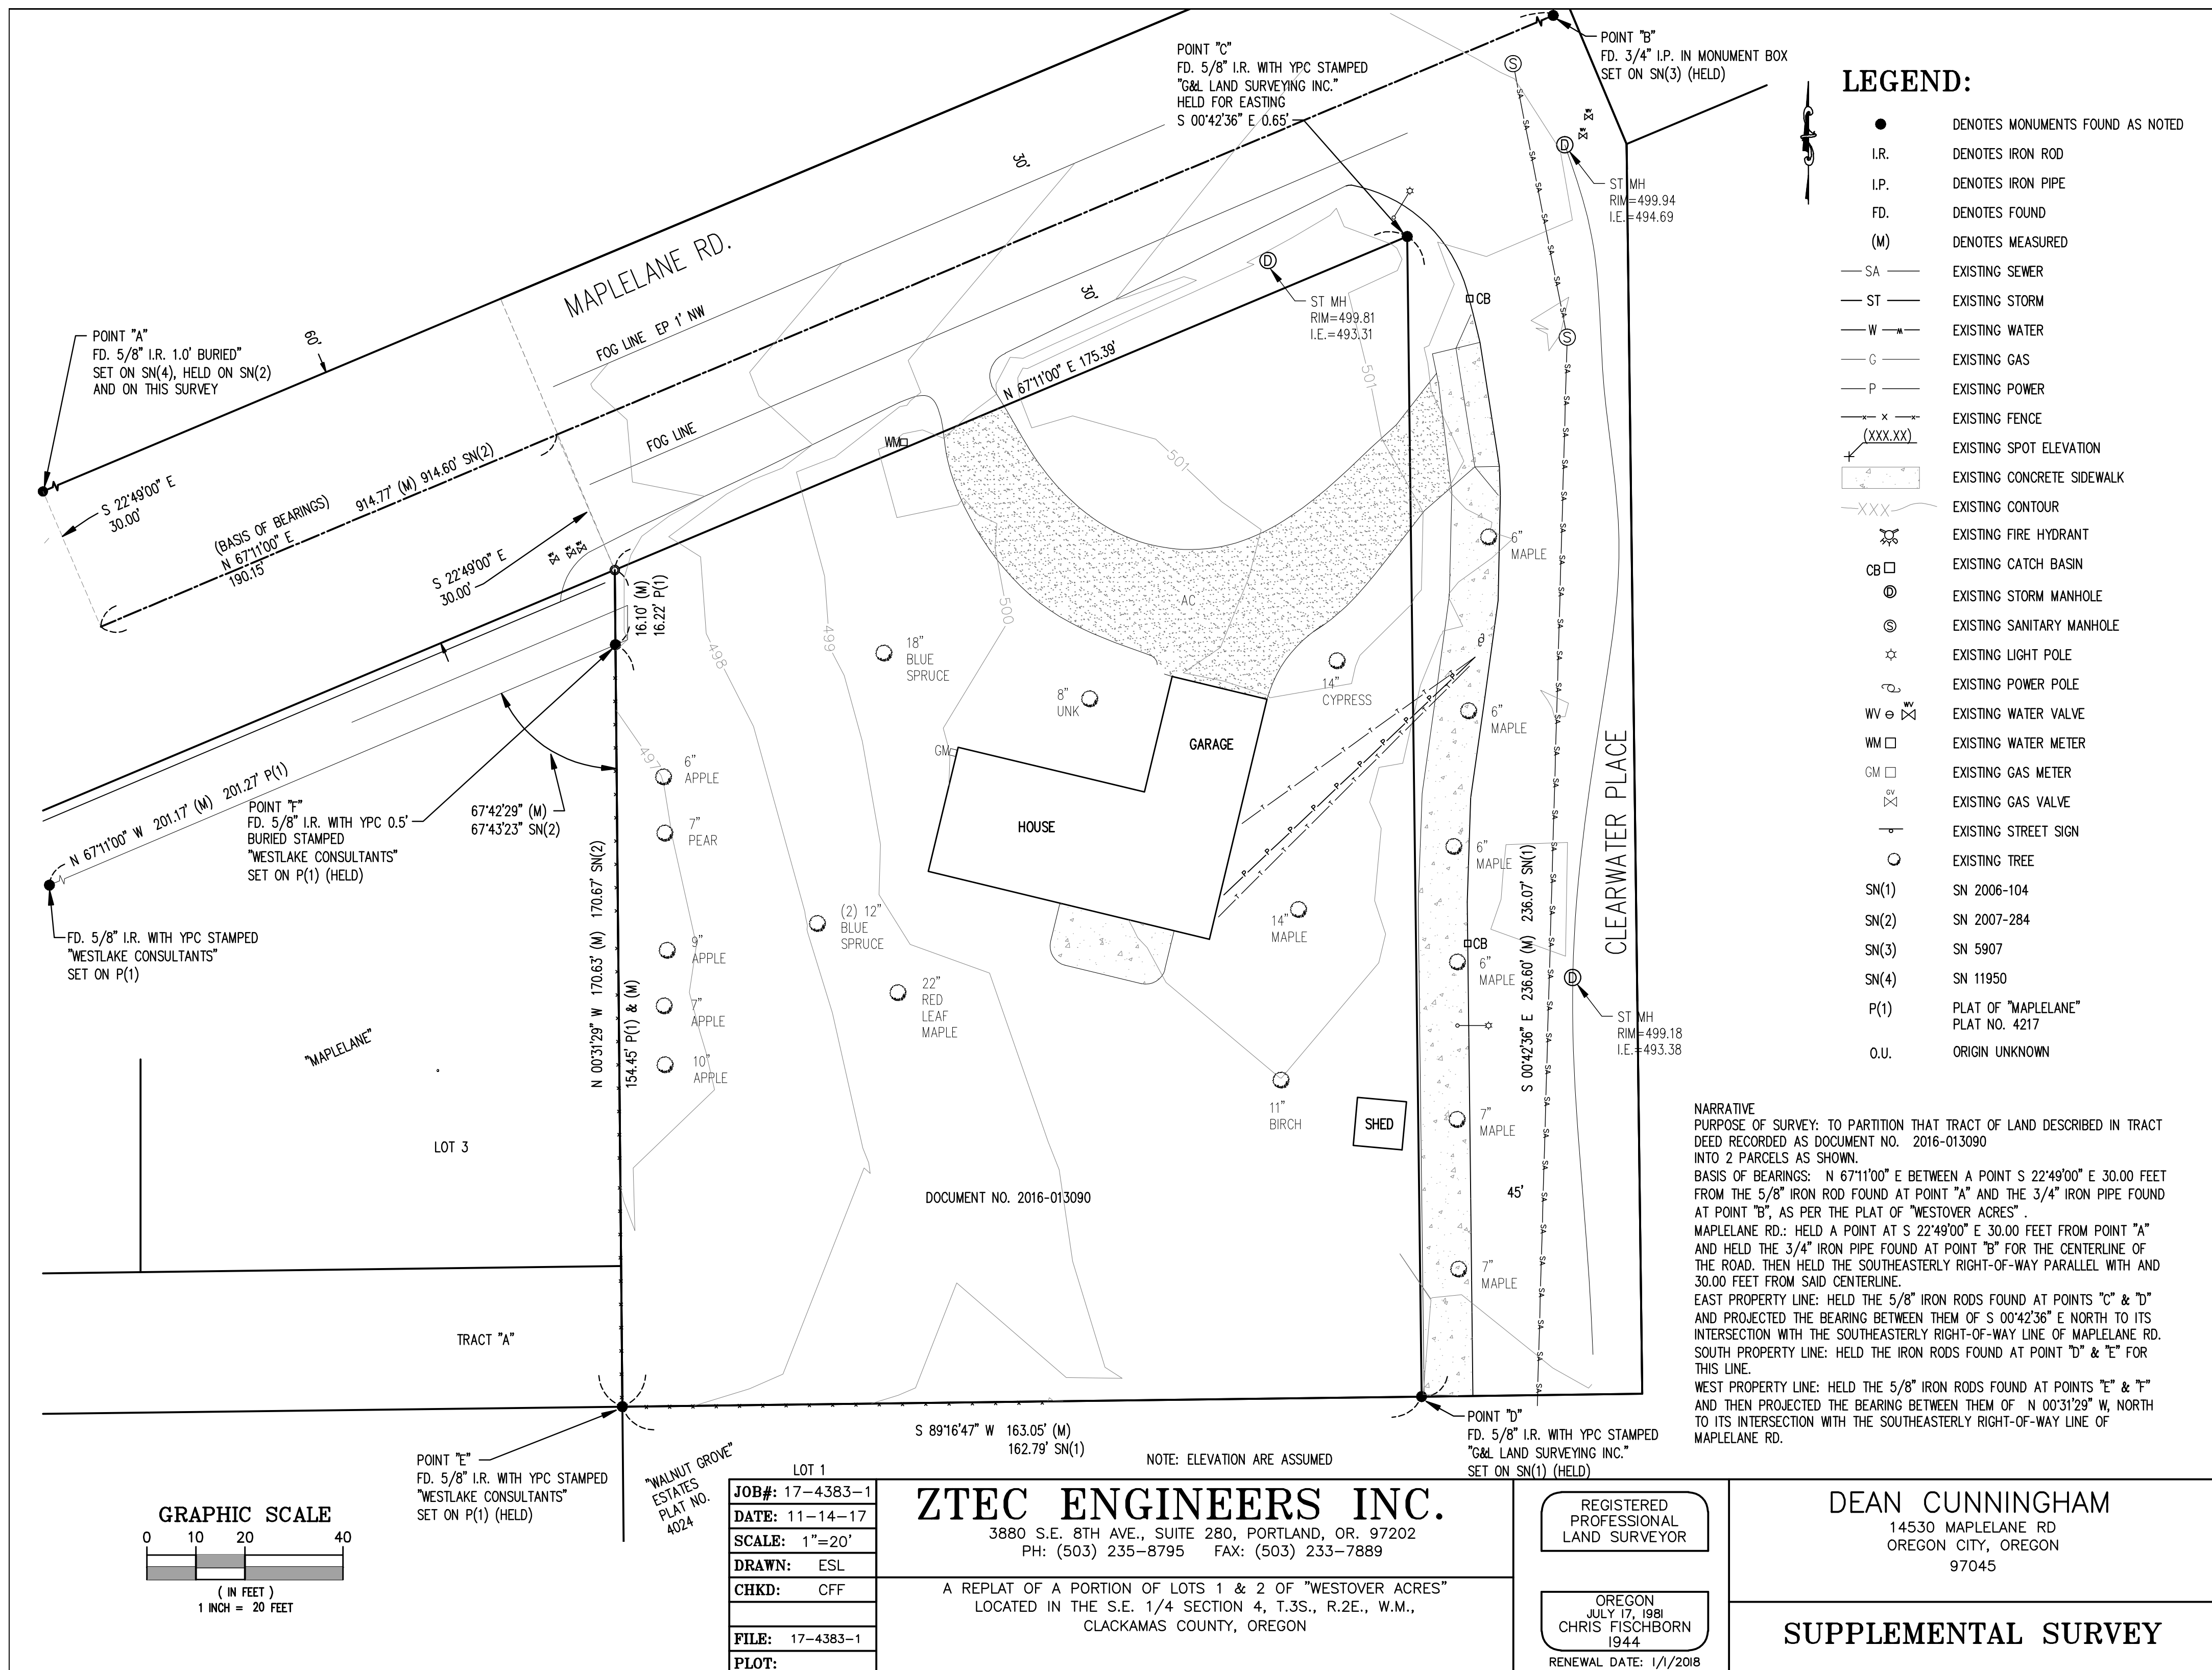 POINT "C"
FD. 5/8" I.R. WITH YPC STAMPED
"G&L LAND SURVEYING INC."
HELD FOR EASTING
S 00°42'36" E 0.65'
POINT "B"
FD. 3/4" I.P. IN MONUMENT BOX
SET ON SN(3) (HELD)
ST MH
RIM=499.94
I.E.=494.69
30'
MAPLELANE RD.
30'
ST MH
RIM=499.81
I.E.=493.31
CB
POINT "A"
FD. 5/8" I.R. 1.0' BURIED"
SET ON SN(4), HELD ON SN(2)
AND ON THIS SURVEY
60'
FOG LINE EP 1' NW
FOG LINE
N 67°11'00" E 175.39'
501
501
WM
S 22°49'00" E
30.00'
(BASIS OF BEARINGS) 914.77' (M) 914.60' SN(2)
N 67°11'00" E
190.15'
S 22°49'00" E
30.00'
16.10' (M)
16.22' P(1)
AC
500
499
498
497
6"
MAPLE
18"
BLUE
SPRUCE
8"
UNK
14"
CYPRESS
6"
MAPLE
GARAGE
GM
HOUSE
6"
APPLE
7"
PEAR
N 67°11'00" W 201.17' (M) 201.27' P(1)
POINT "F"
FD. 5/8" I.R. WITH YPC 0.5'
BURIED STAMPED
"WESTLAKE CONSULTANTS"
SET ON P(1) (HELD)
67°42'29" (M)
67°43'23" SN(2)
FD. 5/8" I.R. WITH YPC STAMPED
"WESTLAKE CONSULTANTS"
SET ON P(1)
N 00°31'29" W 170.63' (M) 170.67' SN(2)
154.45' P(1) & (M)
9"
APPLE
7"
APPLE
10"
APPLE
(2) 12"
BLUE
SPRUCE
22"
RED
LEAF
MAPLE
14"
MAPLE
6"
MAPLE
CB
6"
MAPLE
S 00°42'36" E 236.60' (M) 236.07' SN(1)
CLEARWATER PLACE
ST MH
RIM=499.18
I.E.=493.38
11"
BIRCH
SHED
7"
MAPLE
45'
7"
MAPLE
"MAPLELANE"
LOT 3
TRACT "A"
DOCUMENT NO. 2016-013090
S 89°16'47" W 163.05' (M)
162.79' SN(1)
NOTE: ELEVATION ARE ASSUMED
POINT "D"
FD. 5/8" I.R. WITH YPC STAMPED
"G&L LAND SURVEYING INC."
SET ON SN(1) (HELD)
POINT "E"
FD. 5/8" I.R. WITH YPC STAMPED
"WESTLAKE CONSULTANTS"
SET ON P(1) (HELD)
"WALNUT GROVE"
ESTATES
PLAT NO.
4024
LOT 1
LEGEND:
DENOTES MONUMENTS FOUND AS NOTED
I.R. DENOTES IRON ROD
I.P. DENOTES IRON PIPE
FD. DENOTES FOUND
(M) DENOTES MEASURED
SA EXISTING SEWER
ST EXISTING STORM
W EXISTING WATER
G EXISTING GAS
P EXISTING POWER
x x x EXISTING FENCE
(XXX.XX) EXISTING SPOT ELEVATION
EXISTING CONCRETE SIDEWALK
XXX EXISTING CONTOUR
EXISTING FIRE HYDRANT
CB EXISTING CATCH BASIN
D EXISTING STORM MANHOLE
S EXISTING SANITARY MANHOLE
EXISTING LIGHT POLE
EXISTING POWER POLE
WV WV EXISTING WATER VALVE
WM EXISTING WATER METER
GM EXISTING GAS METER
GV EXISTING GAS VALVE
EXISTING STREET SIGN
EXISTING TREE
SN(1) SN 2006-104
SN(2) SN 2007-284
SN(3) SN 5907
SN(4) SN 11950
P(1) PLAT OF "MAPLELANE"
PLAT NO. 4217
O.U. ORIGIN UNKNOWN
NARRATIVE
PURPOSE OF SURVEY: TO PARTITION THAT TRACT OF LAND DESCRIBED IN TRACT
DEED RECORDED AS DOCUMENT NO. 2016-013090
INTO 2 PARCELS AS SHOWN.
BASIS OF BEARINGS: N 67°11'00" E BETWEEN A POINT S 22°49'00" E 30.00 FEET
FROM THE 5/8" IRON ROD FOUND AT POINT "A" AND THE 3/4" IRON PIPE FOUND
AT POINT "B", AS PER THE PLAT OF "WESTOVER ACRES" .
MAPLELANE RD.: HELD A POINT AT S 22°49'00" E 30.00 FEET FROM POINT "A"
AND HELD THE 3/4" IRON PIPE FOUND AT POINT "B" FOR THE CENTERLINE OF
THE ROAD. THEN HELD THE SOUTHEASTERLY RIGHT-OF-WAY PARALLEL WITH AND
30.00 FEET FROM SAID CENTERLINE.
EAST PROPERTY LINE: HELD THE 5/8" IRON RODS FOUND AT POINTS "C" & "D"
AND PROJECTED THE BEARING BETWEEN THEM OF S 00°42'36" E NORTH TO ITS
INTERSECTION WITH THE SOUTHEASTERLY RIGHT-OF-WAY LINE OF MAPLELANE RD.
SOUTH PROPERTY LINE: HELD THE IRON RODS FOUND AT POINT "D" & "E" FOR
THIS LINE.
WEST PROPERTY LINE: HELD THE 5/8" IRON RODS FOUND AT POINTS "E" & "F"
AND THEN PROJECTED THE BEARING BETWEEN THEM OF N 00°31'29" W, NORTH
TO ITS INTERSECTION WITH THE SOUTHEASTERLY RIGHT-OF-WAY LINE OF
MAPLELANE RD.
GRAPHIC SCALE
0 10 20 40
( IN FEET )
1 INCH = 20 FEET
JOB#: 17-4383-1
DATE: 11-14-17
SCALE: 1"=20'
DRAWN: ESL
CHKD: CFF
FILE: 17-4383-1
PLOT:
ZTEC ENGINEERS INC.
3880 S.E. 8TH AVE., SUITE 280, PORTLAND, OR. 97202
PH: (503) 235-8795 FAX: (503) 233-7889
A REPLAT OF A PORTION OF LOTS 1 & 2 OF "WESTOVER ACRES"
LOCATED IN THE S.E. 1/4 SECTION 4, T.3S., R.2E., W.M.,
CLACKAMAS COUNTY, OREGON
REGISTERED
PROFESSIONAL
LAND SURVEYOR
OREGON
JULY 17, 1981
CHRIS FISCHBORN
1944
RENEWAL DATE: 1/1/2018
DEAN CUNNINGHAM
14530 MAPLELANE RD
OREGON CITY, OREGON
97045
SUPPLEMENTAL SURVEY